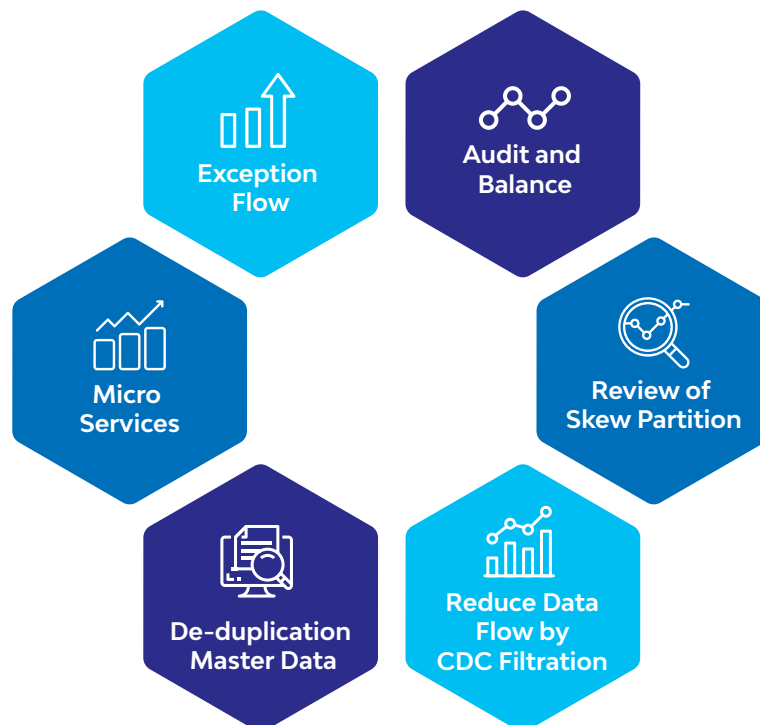 Exception
Flow
Audit and
Balance
Micro
Services
Review of
Skew Partition
De-duplication
Master Data
Reduce Data
Flow by
CDC Filtration